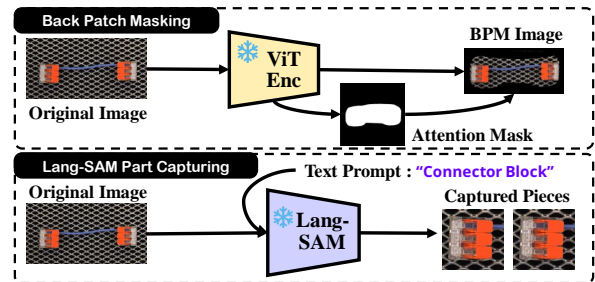 Back Patch Masking
BPM Image
ViT
Enc
Original Image
Attention Mask
Lang-SAM Part Capturing
Original Image
Text Prompt : “Connector Block”
Captured Pieces
Lang-
SAM